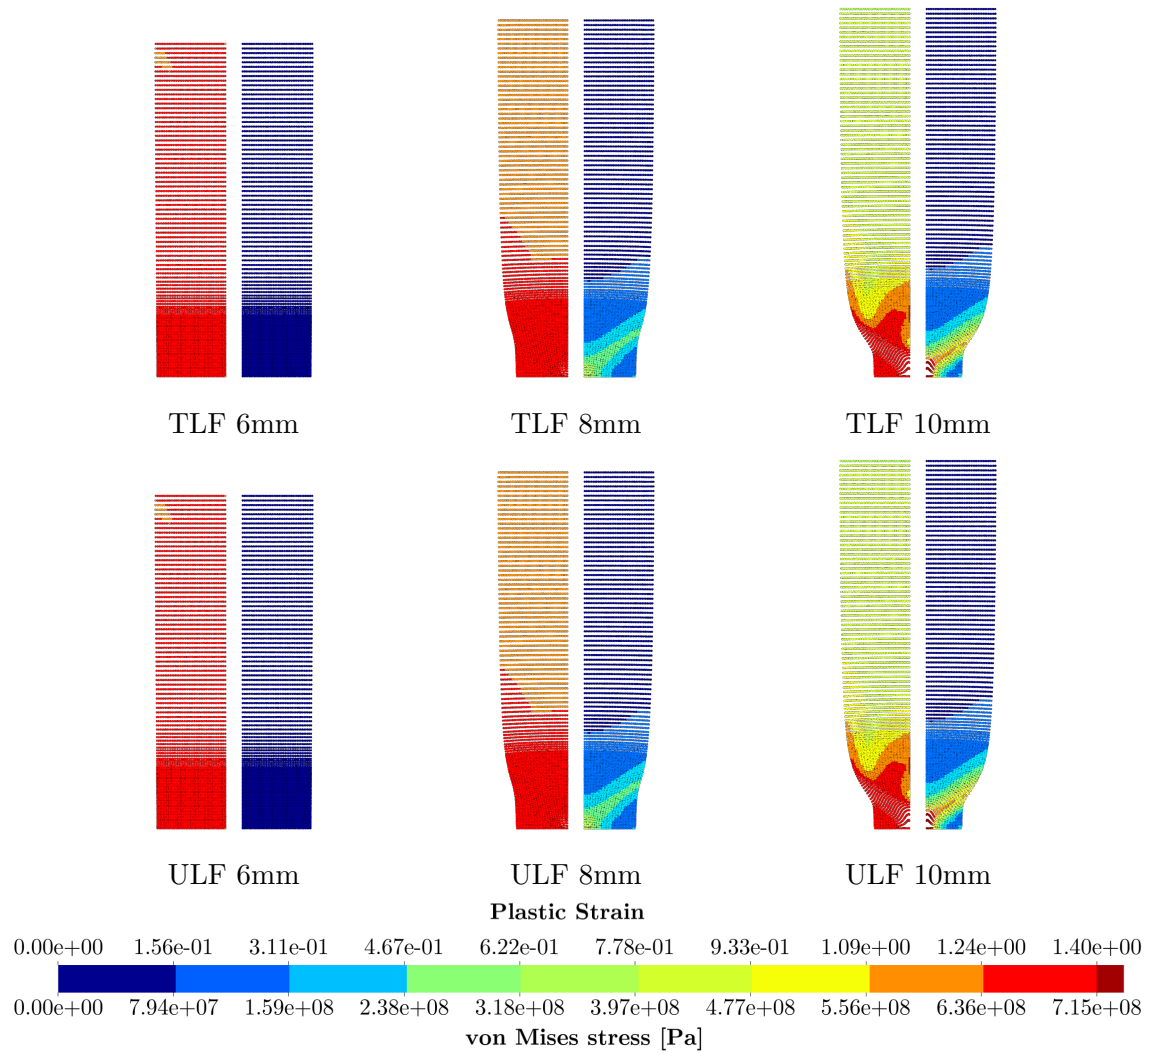 TLF 6mm TLF 8mm TLF 10mm
ULF 6mm ULF 8mm ULF 10mm
Plastic Strain
0.00e+00 1.56e-01 3.11e-01 4.67e-01 6.22e-01 7.78e-01 9.33e-01 1.09e+00 1.24e+00 1.40e+00
0.00e+00 7.94e+07 1.59e+08 2.38e+08 3.18e+08 3.97e+08 4.77e+08 5.56e+08 6.36e+08 7.15e+08
von Mises stress [Pa]